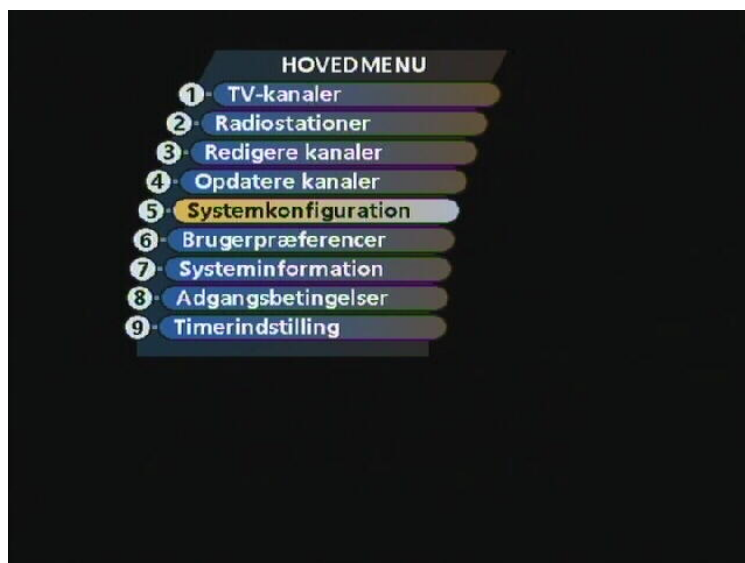 HOVEDMENU
1 TV-kanaler
2 Radiostationer
3 Redigere kanaler
4 Opdatere kanaler
5 Systemkonfiguration
6 Brugerpræferencer
7 Systeminformation
8 Adgangsbetingelser
9 Timerindstilling